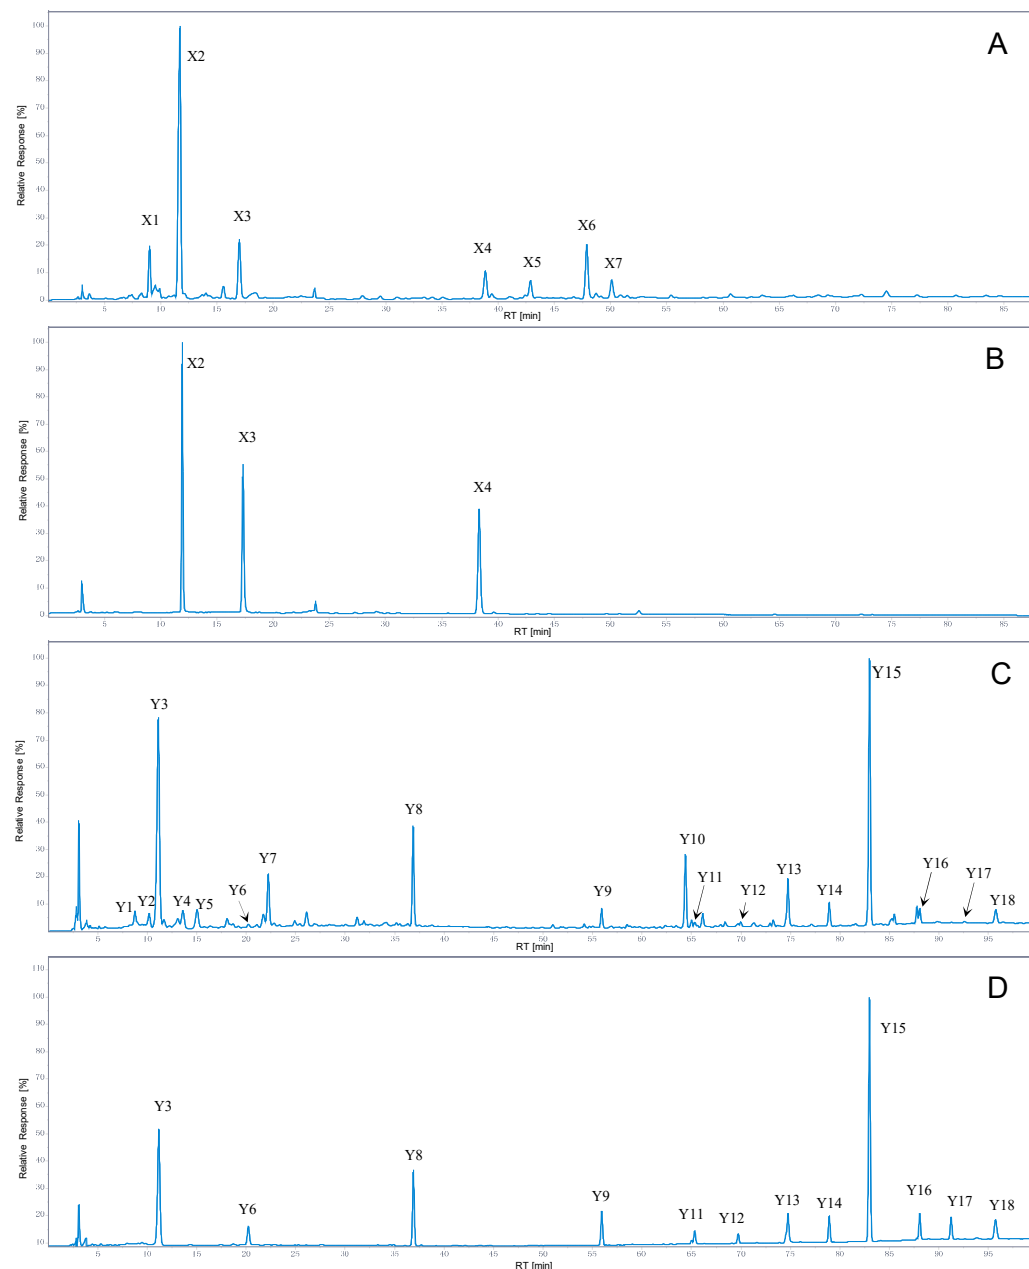 A
Relative Response [%]
100
90
80
70
60
50
40
30
20
10
0
X1
X2
X3
X4
X5
X6
X7
5 10 15 20 25 30 35 40 45 50 55 60 65 70 75 80 85
RT [min]
B
Relative Response [%]
100
90
80
70
60
50
40
30
20
10
0
X2
X3
X4
5 10 15 20 25 30 35 40 45 50 55 60 65 70 75 80 85
RT [min]
C
Relative Response [%]
100
90
80
70
60
50
40
30
20
10
0
Y1
Y2
Y3
Y4
Y5
Y6
Y7
Y8
Y9
Y10
Y11
Y12
Y13
Y14
Y15
Y16
Y17
Y18
5 10 15 20 25 30 35 40 45 50 55 60 65 70 75 80 85 90 95
RT [min]
D
Relative Response [%]
110
100
90
80
70
60
50
40
30
20
10
Y3
Y6
Y8
Y9
Y11
Y12
Y13
Y14
Y15
Y16
Y17
Y18
5 10 15 20 25 30 35 40 45 50 55 60 65 70 75 80 85 90 95
RT [min]